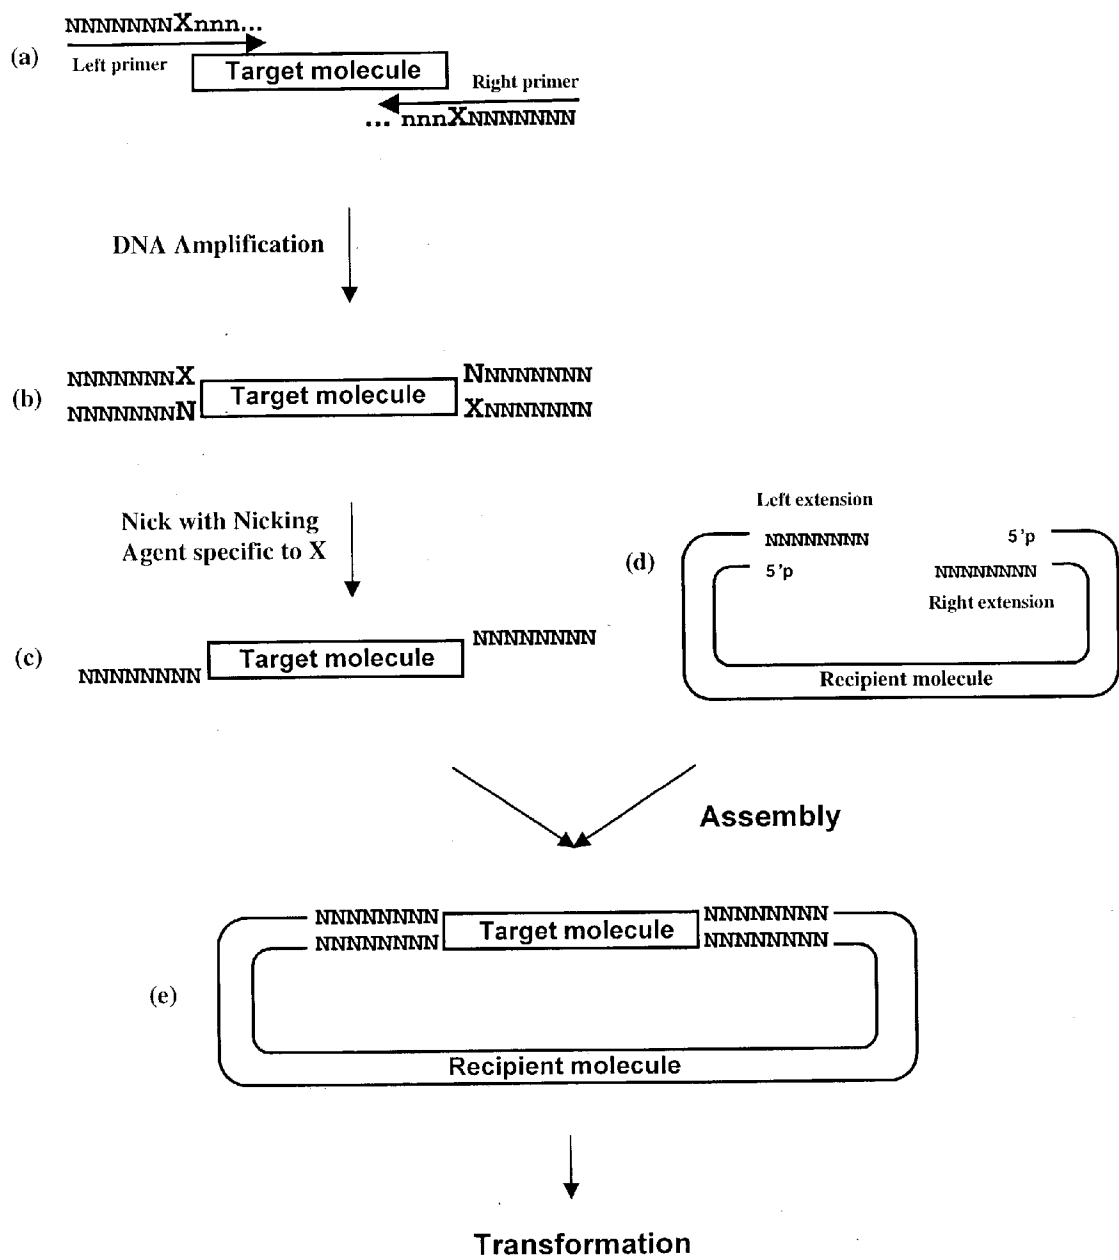 NNNNNNNXnnn...
(a)
Left primer
Target molecule
Right primer
... nnnXNNNNNNN
DNA Amplification
NNNNNNNX
NNNNNNNN
(b)
Target molecule
NNNNNNNN
XNNNNNNN
Nick with Nicking
Agent specific to X
(c)
NNNNNNNN
Target molecule
NNNNNNNN
Left extension
NNNNNNNN
5'p
(d)
5'p
NNNNNNNN
Right extension
Recipient molecule
Assembly
NNNNNNNN
Target molecule
NNNNNNNN
NNNNNNNN
NNNNNNNN
(e)
Recipient molecule
Transformation